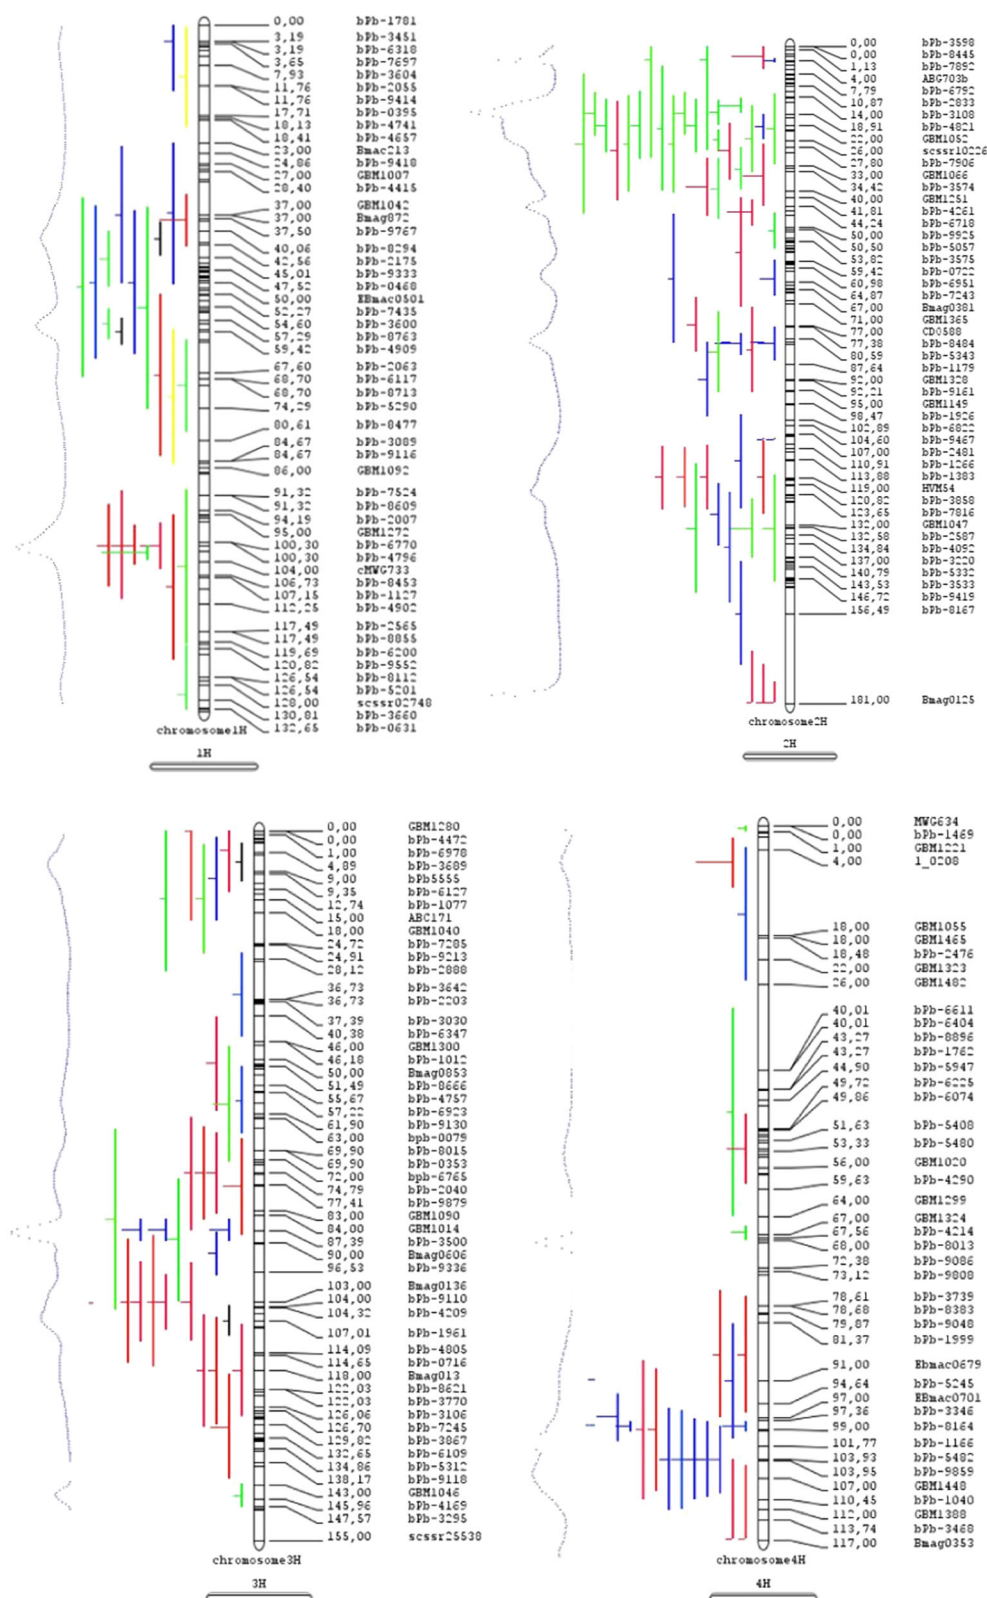 0,00 bPb-1781
3,19 bPb-3451
3,19 bPb-6318
3,65 bPb-7697
7,93 bPb-3604
11,76 bPb-2055
11,76 bPb-9414
17,71 bPb-0395
18,13 bPb-4741
18,41 bPb-4657
23,00 Bmac213
24,86 bPb-9418
27,00 GBM1007
28,40 bPb-4415
37,00 GBM1042
37,00 Bmag872
37,50 bPb-9767
40,06 bPb-8294
42,56 bPb-2175
45,01 bPb-9333
47,52 bPb-0468
50,00 EBmac0501
52,27 bPb-7435
54,60 bPb-3600
57,29 bPb-8763
59,42 bPb-4909
67,60 bPb-2063
68,70 bPb-6117
68,70 bPb-8713
74,29 bPb-5290
80,61 bPb-8477
84,67 bPb-3089
84,67 bPb-9116
86,00 GBM1092
91,32 bPb-7524
91,32 bPb-8609
94,19 bPb-2007
95,00 GBM1272
100,30 bPb-6770
100,30 bPb-4796
104,00 cMWG733
106,73 bPb-8453
107,15 bPb-1127
112,25 bPb-4902
117,49 bPb-2565
117,49 bPb-8855
119,69 bPb-6200
120,82 bPb-9552
126,54 bPb-8112
126,54 bPb-5201
128,00 scssr02748
130,81 bPb-3660
132,65 bPb-0631
chromosome1H
1H
0,00 bPb-3598
0,00 bPb-8445
1,13 bPb-7892
4,00 ABG703b
7,79 bPb-6792
10,87 bPb-2833
14,00 bPb-3108
18,91 bPb-4821
22,00 GBM1052
26,00 scssr10226
27,80 bPb-7906
33,00 GBM1066
34,42 bPb-3574
40,00 GBM1251
41,81 bPb-4261
44,24 bPb-6718
50,00 bPb-9925
50,50 bPb-5057
53,82 bPb-3575
59,42 bPb-0722
60,98 bPb-6951
64,87 bPb-7243
67,00 Bmag0381
71,00 GBM1365
77,00 CDO588
77,38 bPb-8484
80,59 bPb-5343
87,64 bPb-1179
92,00 GBM1328
92,21 bPb-9161
95,00 GBM1149
98,47 bPb-1926
102,89 bPb-6822
104,60 bPb-9467
107,00 bPb-2481
110,91 bPb-1266
113,88 bPb-1383
119,00 HVM54
120,82 bPb-3858
123,65 bPb-7816
132,00 GBM1047
132,58 bPb-2587
134,84 bPb-4092
137,00 bPb-3220
140,79 bPb-5332
143,53 bPb-3533
146,72 bPb-9419
156,49 bPb-8167
181,00 Bmag0125
chromosome2H
2H
0,00 GBM1280
0,00 bPb-4472
1,00 bPb-6978
4,89 bPb-3689
9,00 bPb5555
9,35 bPb-6127
12,74 bPb-1077
15,00 ABC171
18,00 GBM1040
24,72 bPb-7285
24,91 bPb-9213
28,12 bPb-2888
36,73 bPb-3642
36,73 bPb-2203
37,39 bPb-3030
40,38 bPb-6347
46,00 GBM1300
46,18 bPb-1012
50,00 Bmag0853
51,49 bPb-8666
55,67 bPb-4757
57,22 bPb-6923
61,90 bPb-9130
63,00 bpb-0079
69,90 bPb-8015
69,90 bPb-0353
72,00 bpb-6765
74,79 bPb-2040
77,41 bPb-9879
83,00 GBM1090
84,00 GBM1014
87,39 bPb-3500
90,00 Bmag0606
96,53 bPb-9336
103,00 Bmag0136
104,00 bPb-9110
104,32 bPb-4209
107,01 bPb-1961
114,09 bPb-4805
114,65 bPb-0716
118,00 Bmag013
122,03 bPb-8621
122,03 bPb-3770
126,06 bPb-3106
126,70 bPb-7245
129,82 bPb-3867
132,65 bPb-6109
134,86 bPb-5312
138,17 bPb-9118
143,00 GBM1046
145,96 bPb-4169
147,57 bPb-3295
155,00 scssr25538
chromosome3H
3H
0,00 MWG634
0,00 bPb-1469
1,00 GBM1221
4,00 1_0208
18,00 GBM1055
18,00 GBM1465
18,48 bPb-2476
22,00 GBM1323
26,00 GBM1482
40,01 bPb-6611
40,01 bPb-6404
43,27 bPb-8896
43,27 bPb-1762
44,90 bPb-5947
49,72 bPb-6225
49,86 bPb-6074
51,63 bPb-5408
53,33 bPb-5480
56,00 GBM1020
59,63 bPb-4290
64,00 GBM1299
67,00 GBM1324
67,56 bPb-4214
68,00 bPb-8013
72,38 bPb-9086
73,12 bPb-9808
78,61 bPb-3739
78,68 bPb-8383
79,87 bPb-9048
81,37 bPb-1999
91,00 Ebmac0679
94,64 bPb-5245
97,00 EBmac0701
97,36 bPb-3346
99,00 bPb-8164
101,77 bPb-1166
103,93 bPb-5482
103,95 bPb-9859
107,00 GBM1448
110,45 bPb-1040
112,00 GBM1388
113,74 bPb-3468
117,00 Bmag0353
chromosome4H
4H